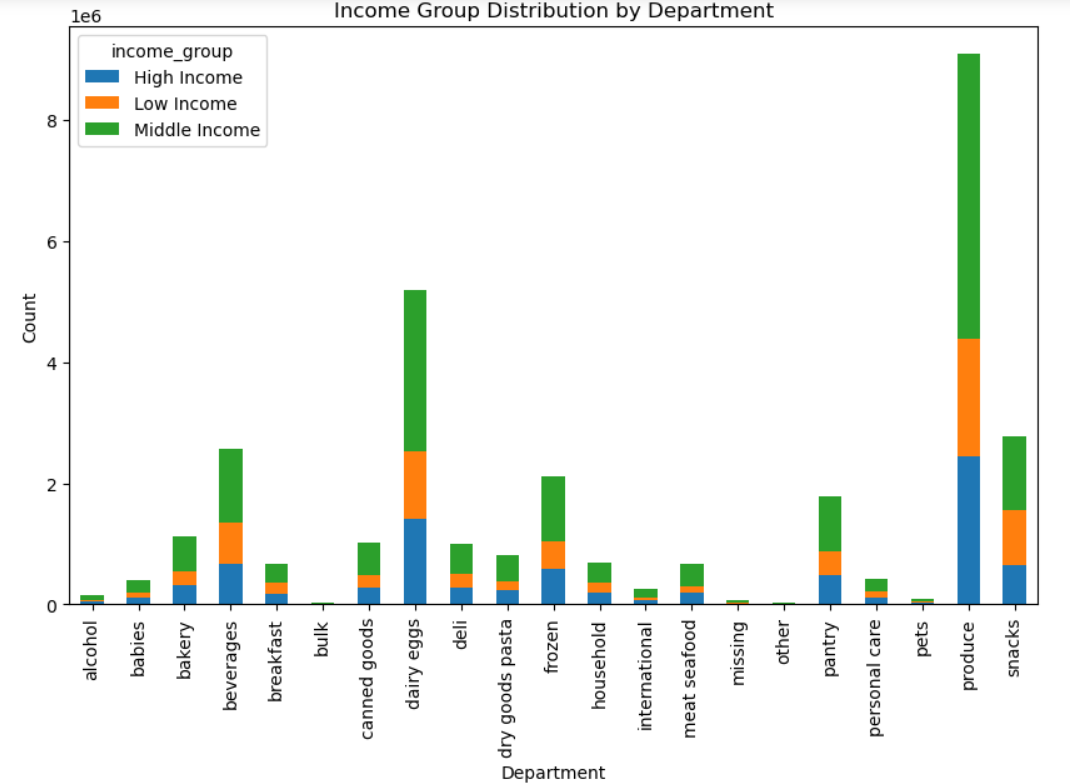 Income Group Distribution by Department
1e6
income_group
High Income
Low Income
Middle Income
8
6
4
2
0
Count
alcohol
babies
bakery
beverages
breakfast
bulk
canned goods
dairy eggs
deli
dry goods pasta
frozen
household
international
meat seafood
missing
other
pantry
personal care
pets
produce
snacks
Department